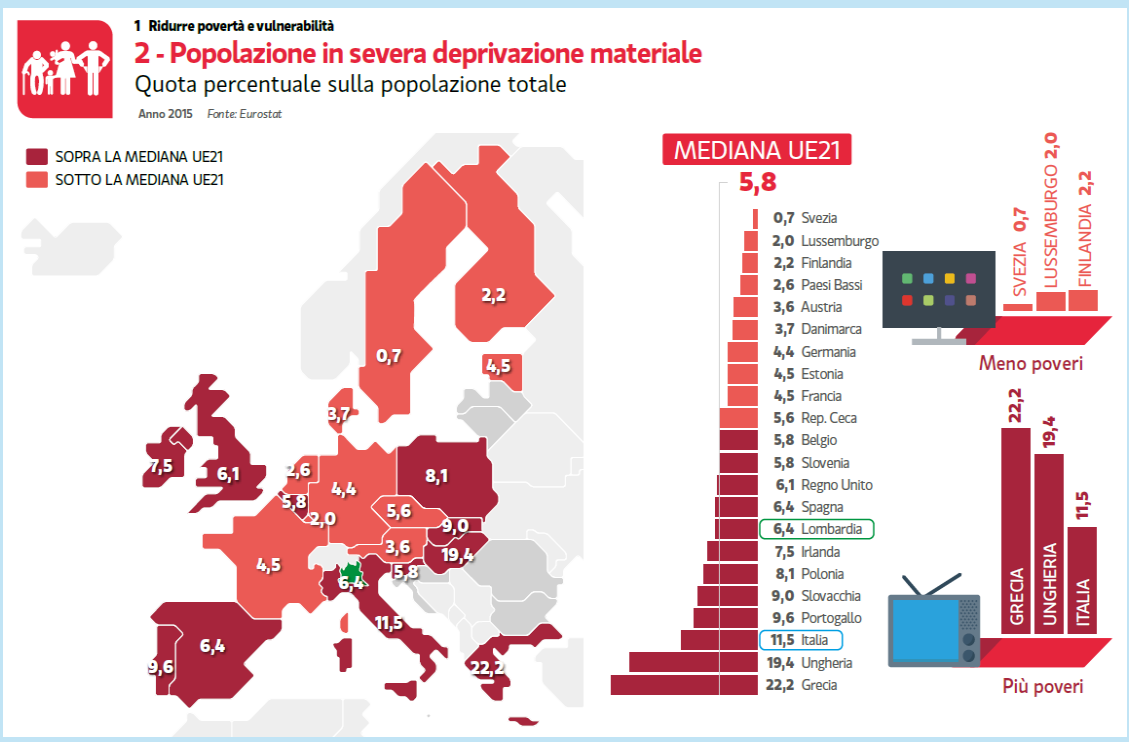 1 Ridurre povertà e vulnerabilità
2 - Popolazione in severa deprivazione materiale
Quota percentuale sulla popolazione totale
Anno 2015 Fonte: Eurostat
SOPRA LA MEDIANA UE21
SOTTO LA MEDIANA UE21
2,2
0,7
4,5
3,7
7,5
6,1
2,6
5,8
4,4
8,1
2,0
5,6
9,0
3,6
19,4
4,5
6,4
5,8
11,5
6,4
9,6
22,2
MEDIANA UE21
5,8
0,7 Svezia
2,0 Lussemburgo
2,2 Finlandia
2,6 Paesi Bassi
3,6 Austria
3,7 Danimarca
4,4 Germania
4,5 Estonia
4,5 Francia
5,6 Rep. Ceca
5,8 Belgio
5,8 Slovenia
6,1 Regno Unito
6,4 Spagna
6,4 Lombardia
7,5 Irlanda
8,1 Polonia
9,0 Slovacchia
9,6 Portogallo
11,5 Italia
19,4 Ungheria
22,2 Grecia
SVEZIA 0,7
LUSSEMBURGO 2,0
FINLANDIA 2,2
Meno poveri
22,2
GRECIA
19,4
UNGHERIA
11,5
ITALIA
Più poveri